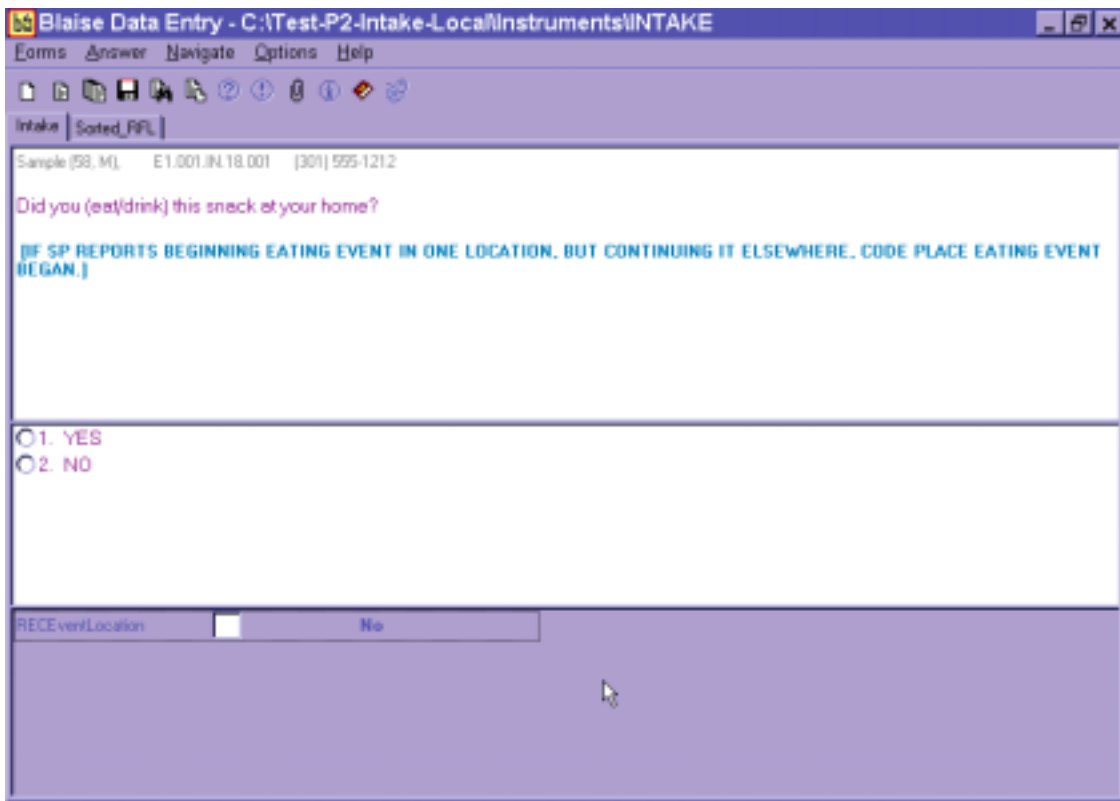 Blaise Data Entry - C:\Test-P2-Intake-Local\Instruments\INTAKE
Forms Answer Navigate Options Help
Intake Sorted_RFL
Sample (58, M), E1.001.IN.18.001 (301) 555-1212
Did you (eat/drink) this snack at your home?
[IF SP REPORTS BEGINNING EATING EVENT IN ONE LOCATION, BUT CONTINUING IT ELSEWHERE, CODE PLACE EATING EVENT
BEGAN.]
1. YES
2. NO
RECEventLocation No